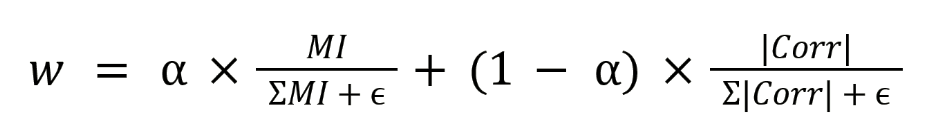 w = α × MI / ΣMI + ϵ + (1 − α) × |Corr| / Σ|Corr| + ϵ